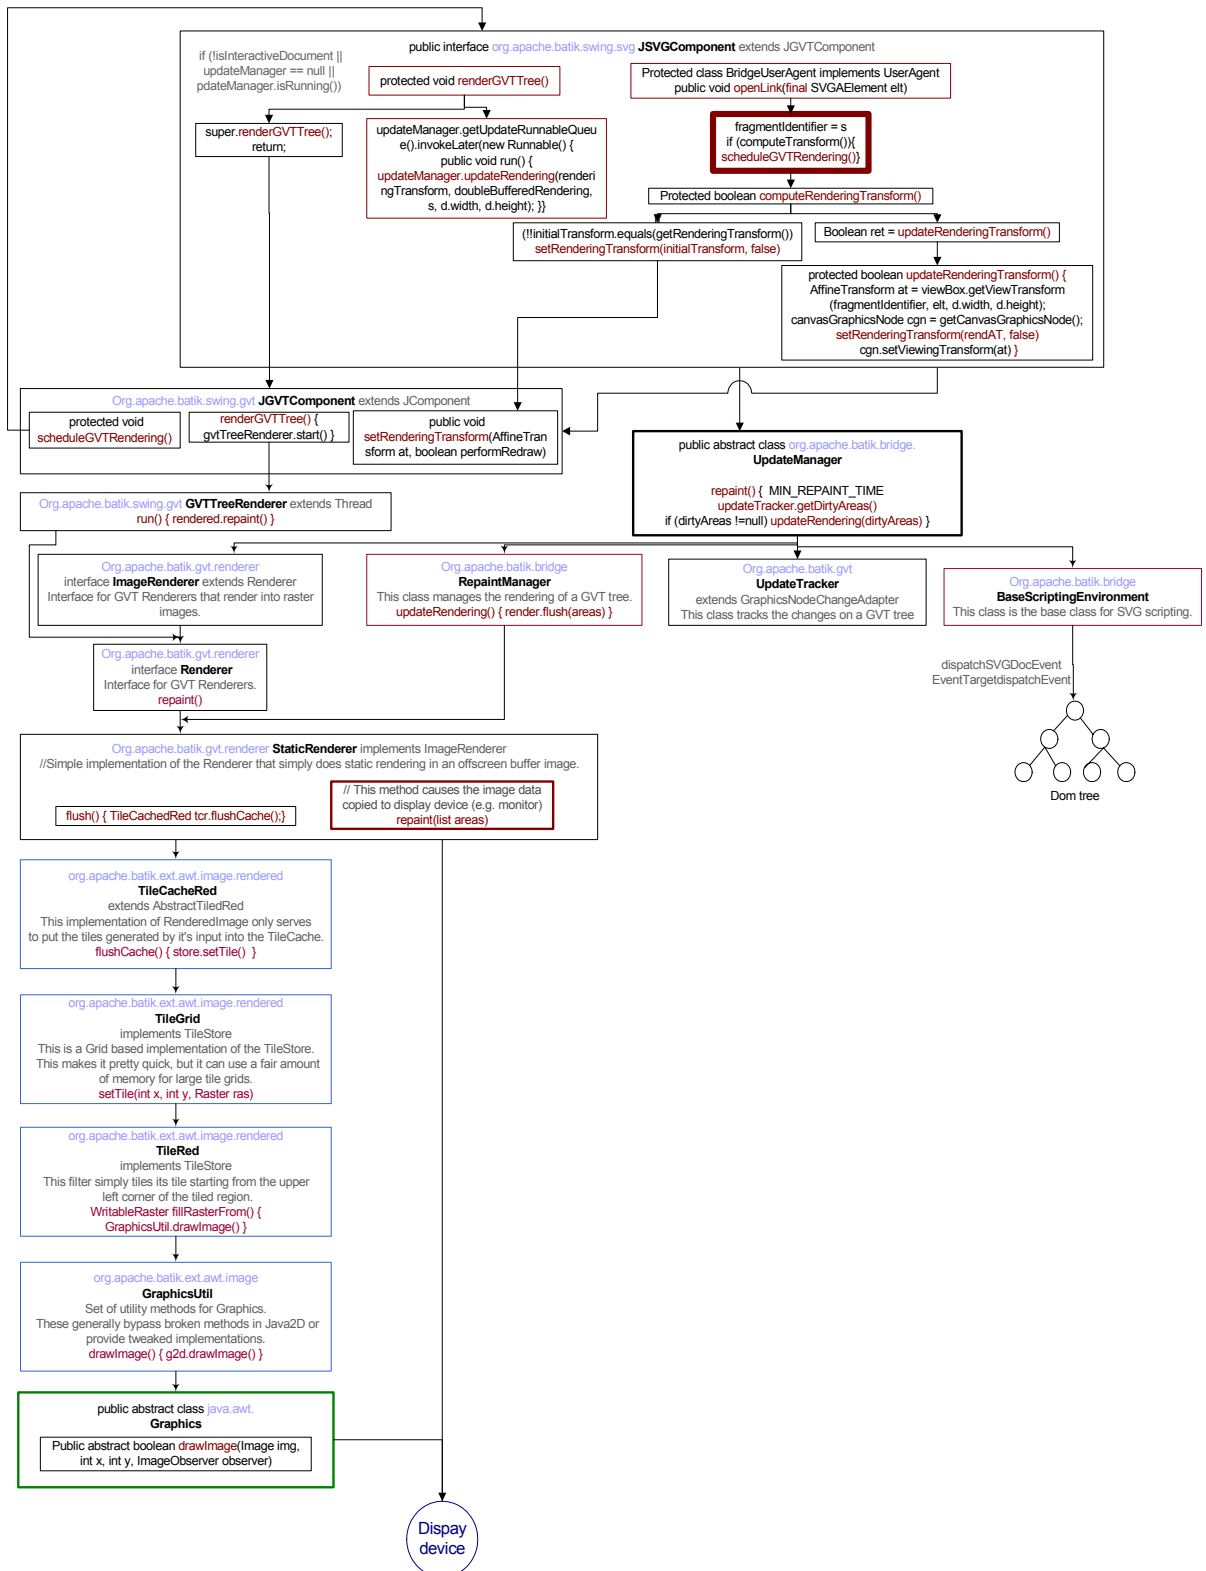 public interface org.apache.batik.swing.svg JSVGComponent extends JGVTComponent
if (!isInteractiveDocument ||
updateManager == null ||
pdateManager.isRunning())
protected void renderGVTTree()
Protected class BridgeUserAgent implements UserAgent
public void openLink(final SVGAElement elt)
super.renderGVTTree();
return;
updateManager.getUpdateRunnableQueu
e().invokeLater(new Runnable() {
public void run() {
updateManager.updateRendering(renderi
ngTransform, doubleBufferedRendering,
s, d.width, d.height); }}
fragmentIdentifier = s
if (computeTransform()){
scheduleGVTRendering()}
Protected boolean computeRenderingTransform()
(!!initialTransform.equals(getRenderingTransform())
setRenderingTransform(initialTransform, false)
Boolean ret = updateRenderingTransform()
protected boolean updateRenderingTransform() {
AffineTransform at = viewBox.getViewTransform
(fragmentIdentifier, elt, d.width, d.height);
canvasGraphicsNode cgn = getCanvasGraphicsNode();
setRenderingTransform(rendAT, false)
cgn.setViewingTransform(at) }
Org.apache.batik.swing.gvt JGVTComponent extends JComponent
protected void
scheduleGVTRendering()
renderGVTTree() {
gvtTreeRenderer.start() }
public void
setRenderingTransform(AffineTran
sform at, boolean performRedraw)
public abstract class org.apache.batik.bridge.
UpdateManager
repaint() { MIN_REPAINT_TIME
updateTracker.getDirtyAreas()
if (dirtyAreas !=null) updateRendering(dirtyAreas) }
Org.apache.batik.swing.gvt GVTTreeRenderer extends Thread
run() { rendered.repaint() }
Org.apache.batik.gvt.renderer
interface ImageRenderer extends Renderer
Interface for GVT Renderers that render into raster
images.
Org.apache.batik.bridge
RepaintManager
This class manages the rendering of a GVT tree.
updateRendering() { render.flush(areas) }
Org.apache.batik.gvt
UpdateTracker
extends GraphicsNodeChangeAdapter
This class tracks the changes on a GVT tree
Org.apache.batik.bridge
BaseScriptingEnvironment
This class is the base class for SVG scripting.
Org.apache.batik.gvt.renderer
interface Renderer
Interface for GVT Renderers.
repaint()
dispatchSVGDocEvent
EventTargetdispatchEvent
Dom tree
Org.apache.batik.gvt.renderer StaticRenderer implements ImageRenderer
//Simple implementation of the Renderer that simply does static rendering in an offscreen buffer image.
flush() { TileCachedRed tcr.flushCache();}
// This method causes the image data
copied to display device (e.g. monitor)
repaint(list areas)
org.apache.batik.ext.awt.image.rendered
TileCacheRed
extends AbstractTiledRed
This implementation of RenderedImage only serves
to put the tiles generated by it's input into the TileCache.
flushCache() { store.setTile() }
org.apache.batik.ext.awt.image.rendered
TileGrid
implements TileStore
This is a Grid based implementation of the TileStore.
This makes it pretty quick, but it can use a fair amount
of memory for large tile grids.
setTile(int x, int y, Raster ras)
org.apache.batik.ext.awt.image.rendered
TileRed
implements TileStore
This filter simply tiles its tile starting from the upper
left corner of the tiled region.
WritableRaster fillRasterFrom() {
GraphicsUtil.drawImage() }
org.apache.batik.ext.awt.image
GraphicsUtil
Set of utility methods for Graphics.
These generally bypass broken methods in Java2D or
provide tweaked implementations.
drawImage() { g2d.drawImage() }
public abstract class java.awt.
Graphics
Public abstract boolean drawImage(Image img,
int x, int y, ImageObserver observer)
Dispay
device